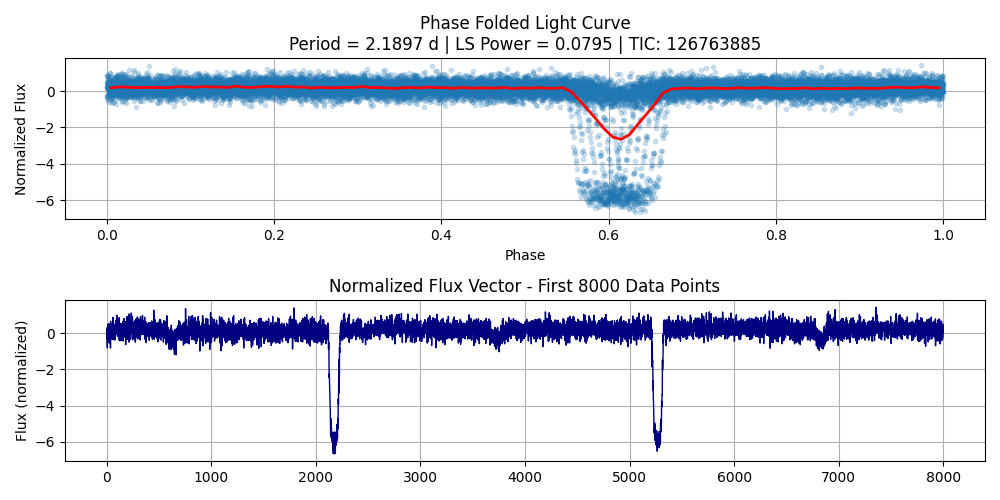 Phase Folded Light Curve
Period = 2.1897 d | LS Power = 0.0795 | TIC: 126763885
Normalized Flux
0
−2
−4
−6
0.0 0.2 0.4 0.6 0.8 1.0
Phase
Normalized Flux Vector - First 8000 Data Points
Flux (normalized)
0
−2
−4
−6
0 1000 2000 3000 4000 5000 6000 7000 8000